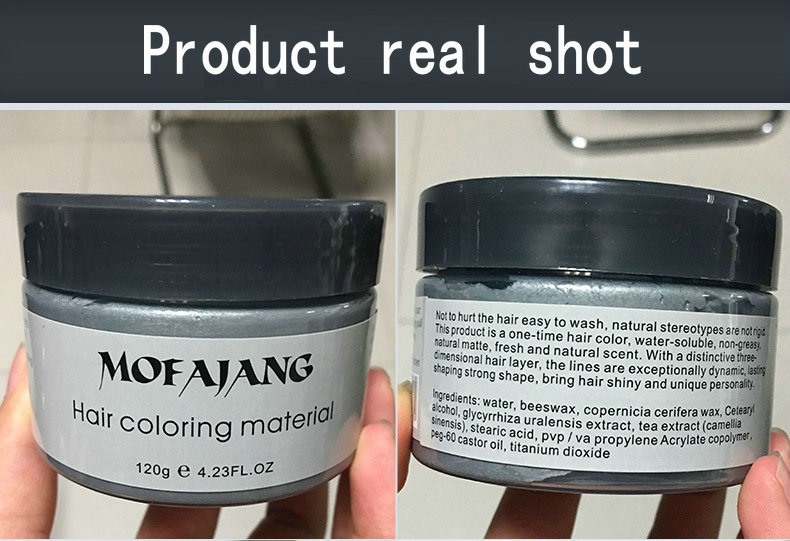 Product real shot
MOFAJANG
Hair coloring material
120g e 4.23FL.OZ
Not to hurt the hair easy to wash, natural stereotypes are not rigid.
This product is a one-time hair color, water-soluble, non-greasy,
natural matte, fresh and natural scent. With a distinctive three-
dimensional hair layer, the lines are exceptionally dynamic, lasting
shaping strong shape, bring hair shiny and unique personality.
Ingredients: water, beeswax, copernicia cerifera wax, Cetearyl
alcohol, glycyrrhiza uralensis extract, tea extract (camellia
sinensis), stearic acid, pvp / va propylene Acrylate copolymer,
peg-60 castor oil, titanium dioxide